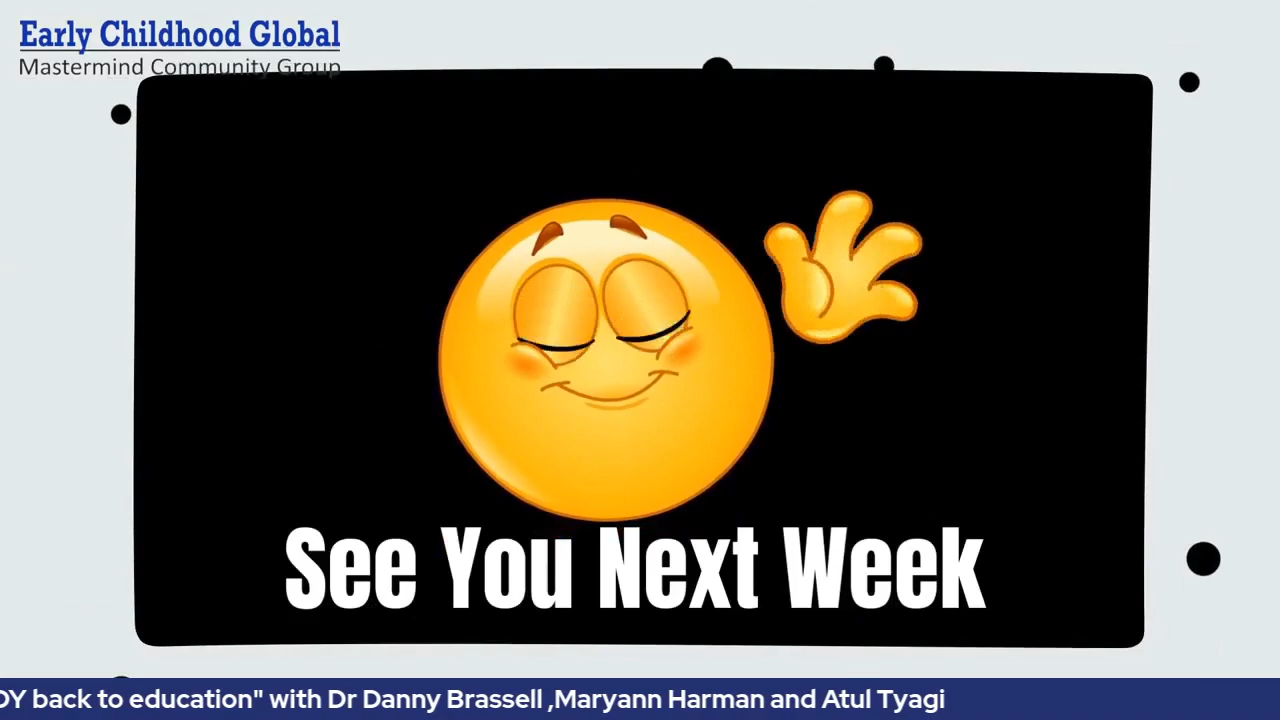 Early Childhood Global
Mastermind Community Group
See You Next Week
back to education" with Dr Danny Brassell ,Maryann Harman and Atul Tyagi